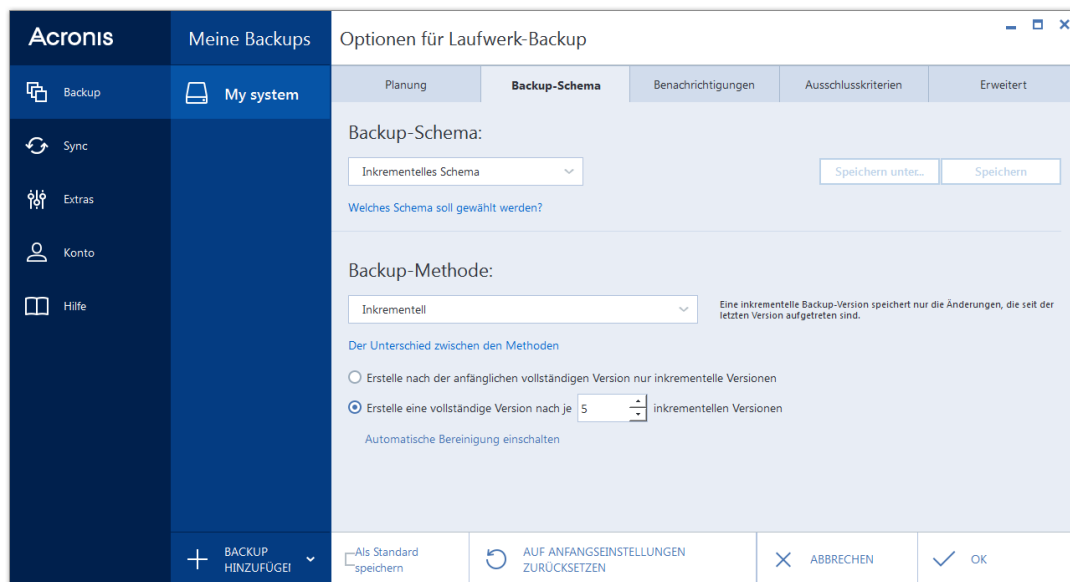 Acronis
Meine Backups
Optionen für Laufwerk-Backup
Backup
Sync
Extras
Konto
Hilfe
My system
Planung
Backup-Schema
Benachrichtigungen
Ausschlusskriterien
Erweitert
Backup-Schema:
Inkrementelles Schema
Speichern unter...
Speichern
Welches Schema soll gewählt werden?
Backup-Methode:
Inkrementell
Eine inkrementelle Backup-Version speichert nur die Änderungen, die seit der
letzten Version aufgetreten sind.
Der Unterschied zwischen den Methoden
Erstelle nach der anfänglichen vollständigen Version nur inkrementelle Versionen
Erstelle eine vollständige Version nach je 5 inkrementellen Versionen
Automatische Bereinigung einschalten
BACKUP
HINZUFÜGEI
Als Standard
speichern
AUF ANFANGSEINSTELLUNGEN
ZURÜCKSETZEN
ABBRECHEN
OK